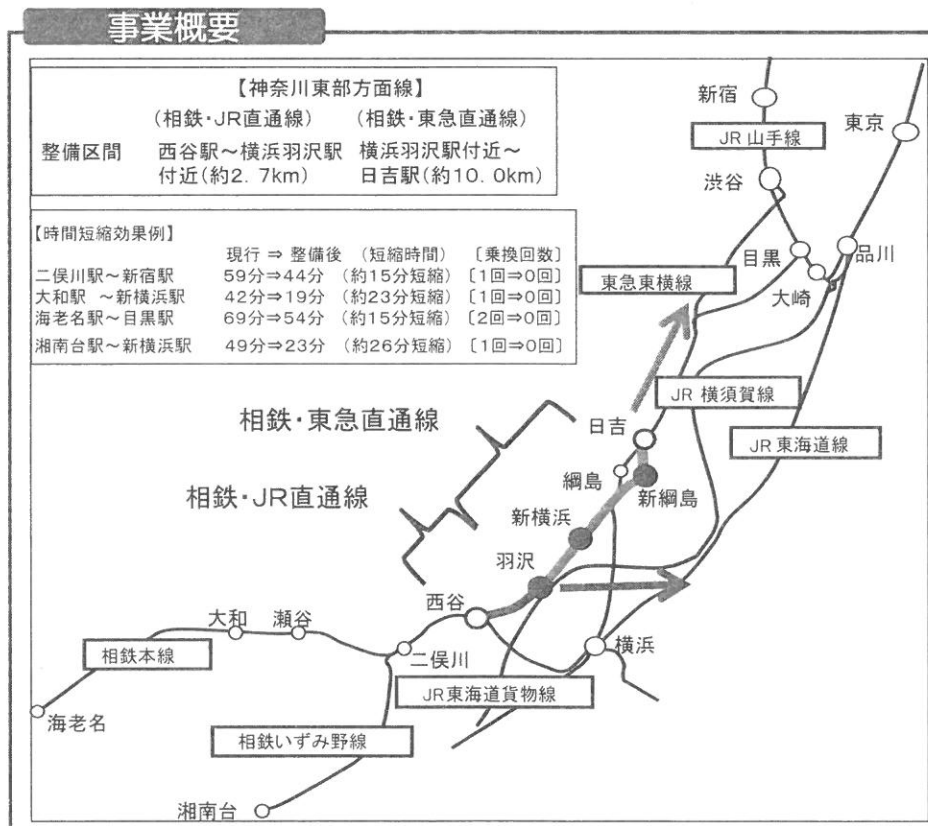 事業概要
【神奈川東部方面線】
(相鉄・JR直通線) (相鉄・東急直通線)
整備区間 西谷駅～横浜羽沢駅 横浜羽沢駅付近～
付近(約2.7km) 日吉駅(約10.0km)
【時間短縮効果例】
現行 ⇒ 整備後 (短縮時間) 〔乗換回数〕
二俣川駅～新宿駅 59分⇒44分 (約15分短縮) 〔1回⇒0回〕
大和駅 ～新横浜駅 42分⇒19分 (約23分短縮) 〔1回⇒0回〕
海老名駅～目黒駅 69分⇒54分 (約15分短縮) 〔2回⇒0回〕
湘南台駅～新横浜駅 49分⇒23分 (約26分短縮) 〔1回⇒0回〕
新宿
東京
JR山手線
渋谷
目黒
品川
大崎
東急東横線
JR横須賀線
相鉄・東急直通線
日吉
JR東海道線
綱島
新綱島
相鉄・JR直通線
新横浜
羽沢
西谷
大和
瀬谷
二俣川
横浜
相鉄本線
JR東海道貨物線
海老名
相鉄いずみ野線
湘南台